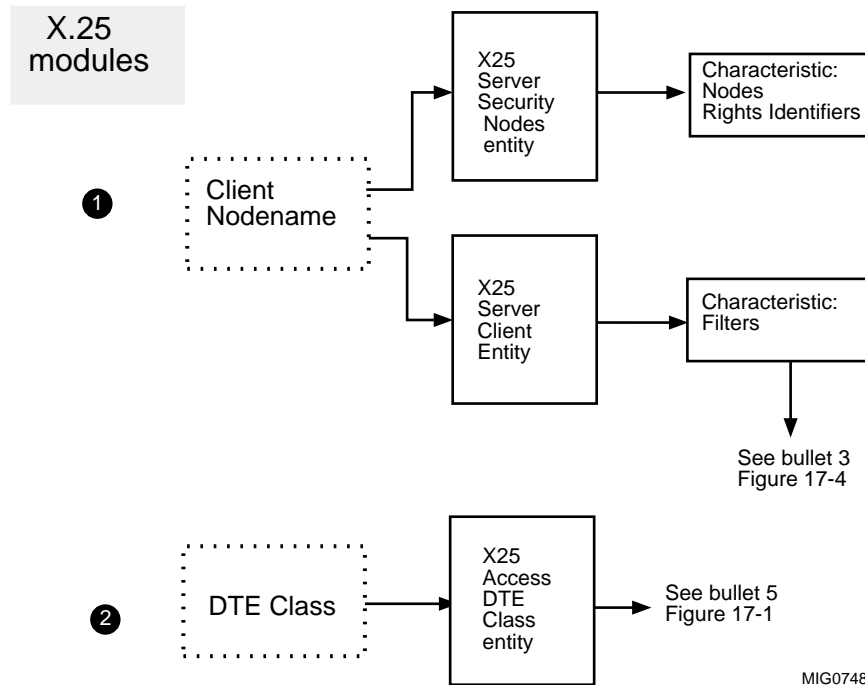 X.25
modules
X25
Server
Security
Nodes
entity
Characteristic:
Nodes
Rights Identifiers
1
Client
Nodename
X25
Server
Client
Entity
Characteristic:
Filters
See bullet 3
Figure 17-4
2
DTE Class
X25
Access
DTE
Class
entity
See bullet 5
Figure 17-1
MIG0748